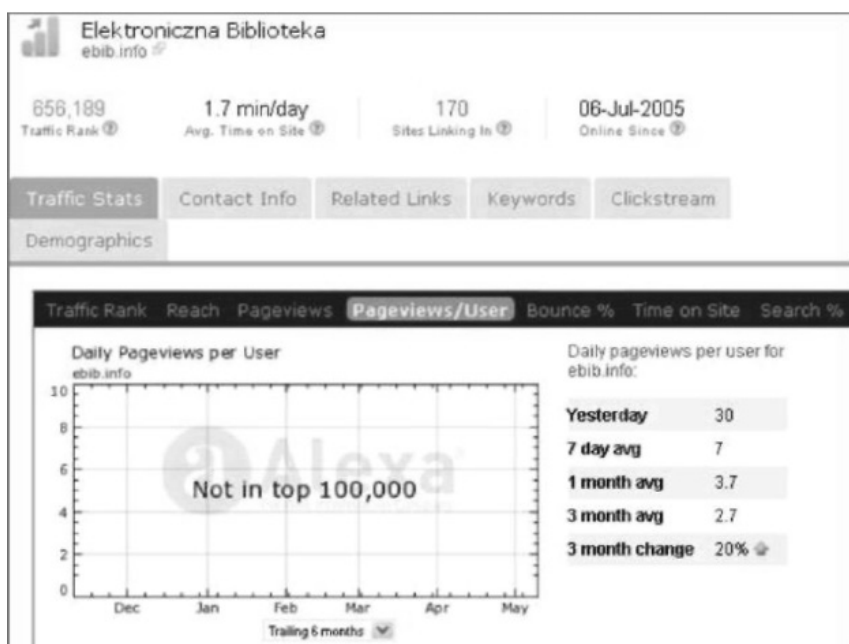 Elektroniczna Biblioteka
ebib.info
656,189 1.7 min/day 170 06-Jul-2005
Traffic Rank ? Avg. Time on Site ? Sites Linking In ? Online Since ?
Traffic Stats Contact Info Related Links Keywords Clickstream
Demographics
Traffic Rank Reach Pageviews Pageviews/User Bounce % Time on Site Search %
Daily Pageviews per User
ebib.info
10
8
6
4
2
0
Alexa
Not in top 100,000
Dec Jan Feb Mar Apr May
Trailing 6 months
Daily pageviews per user for
ebib.info:
Yesterday 30
7 day avg 7
1 month avg 3.7
3 month avg 2.7
3 month change 20%